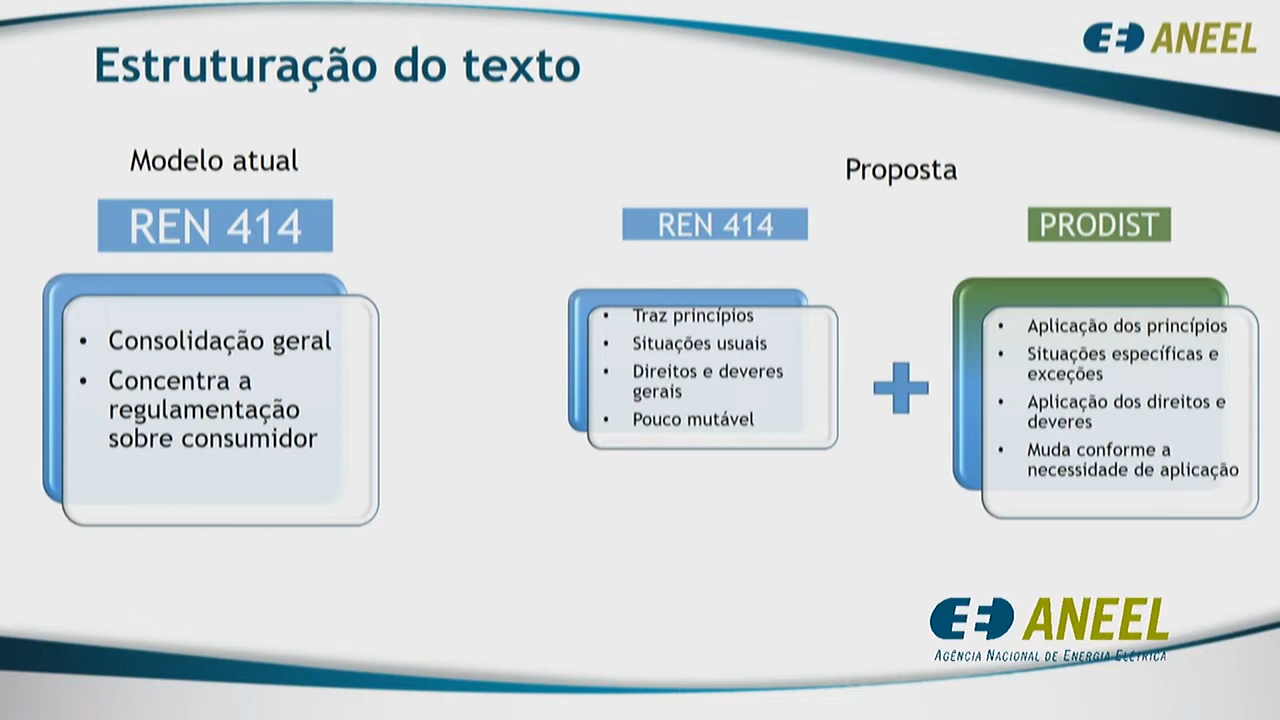 Estruturação do texto
ANEEL
Modelo atual
REN 414
• Consolidação geral
• Concentra a
regulamentação
sobre consumidor
Proposta
REN 414
• Traz princípios
• Situações usuais
• Direitos e deveres
gerais
• Pouco mutável
PRODIST
• Aplicação dos princípios
• Situações específicas e
exceções
• Aplicação dos direitos e
deveres
• Muda conforme a
necessidade de aplicação
ANEEL
AGÊNCIA NACIONAL DE ENERGIA ELÉTRICA